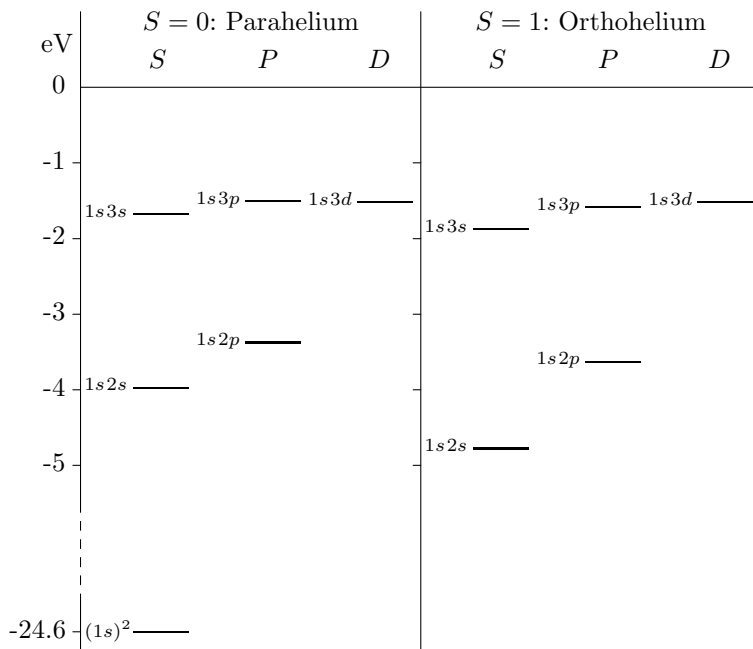 S = 0: Parahelium S = 1: Orthohelium
eV
S P D S P D
0
-1
1s3s 1s3p 1s3d 1s3s 1s3p 1s3d
-2
-3
1s2p
1s2s 1s2p
-4
1s2s
-5
-24.6 (1s)²